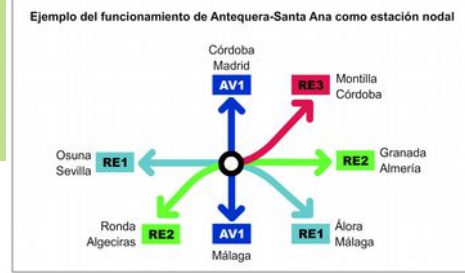 Ejemplo del funcionamiento de Antequera-Santa Ana como estación nodal
Córdoba
Madrid
AV1
RE3
Montilla
Córdoba
Osuna
Sevilla
RE1
RE2
Granada
Almería
Ronda
Algeciras
RE2
AV1
Málaga
RE1
Álora
Málaga